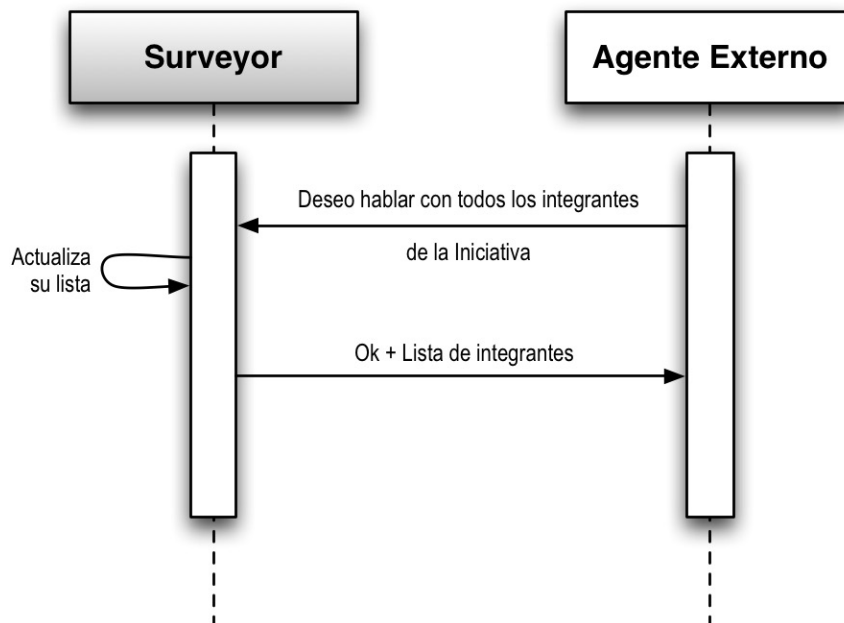 Surveyor
Agente Externo
Deseo hablar con todos los integrantes
de la Iniciativa
Actualiza
su lista
Ok + Lista de integrantes